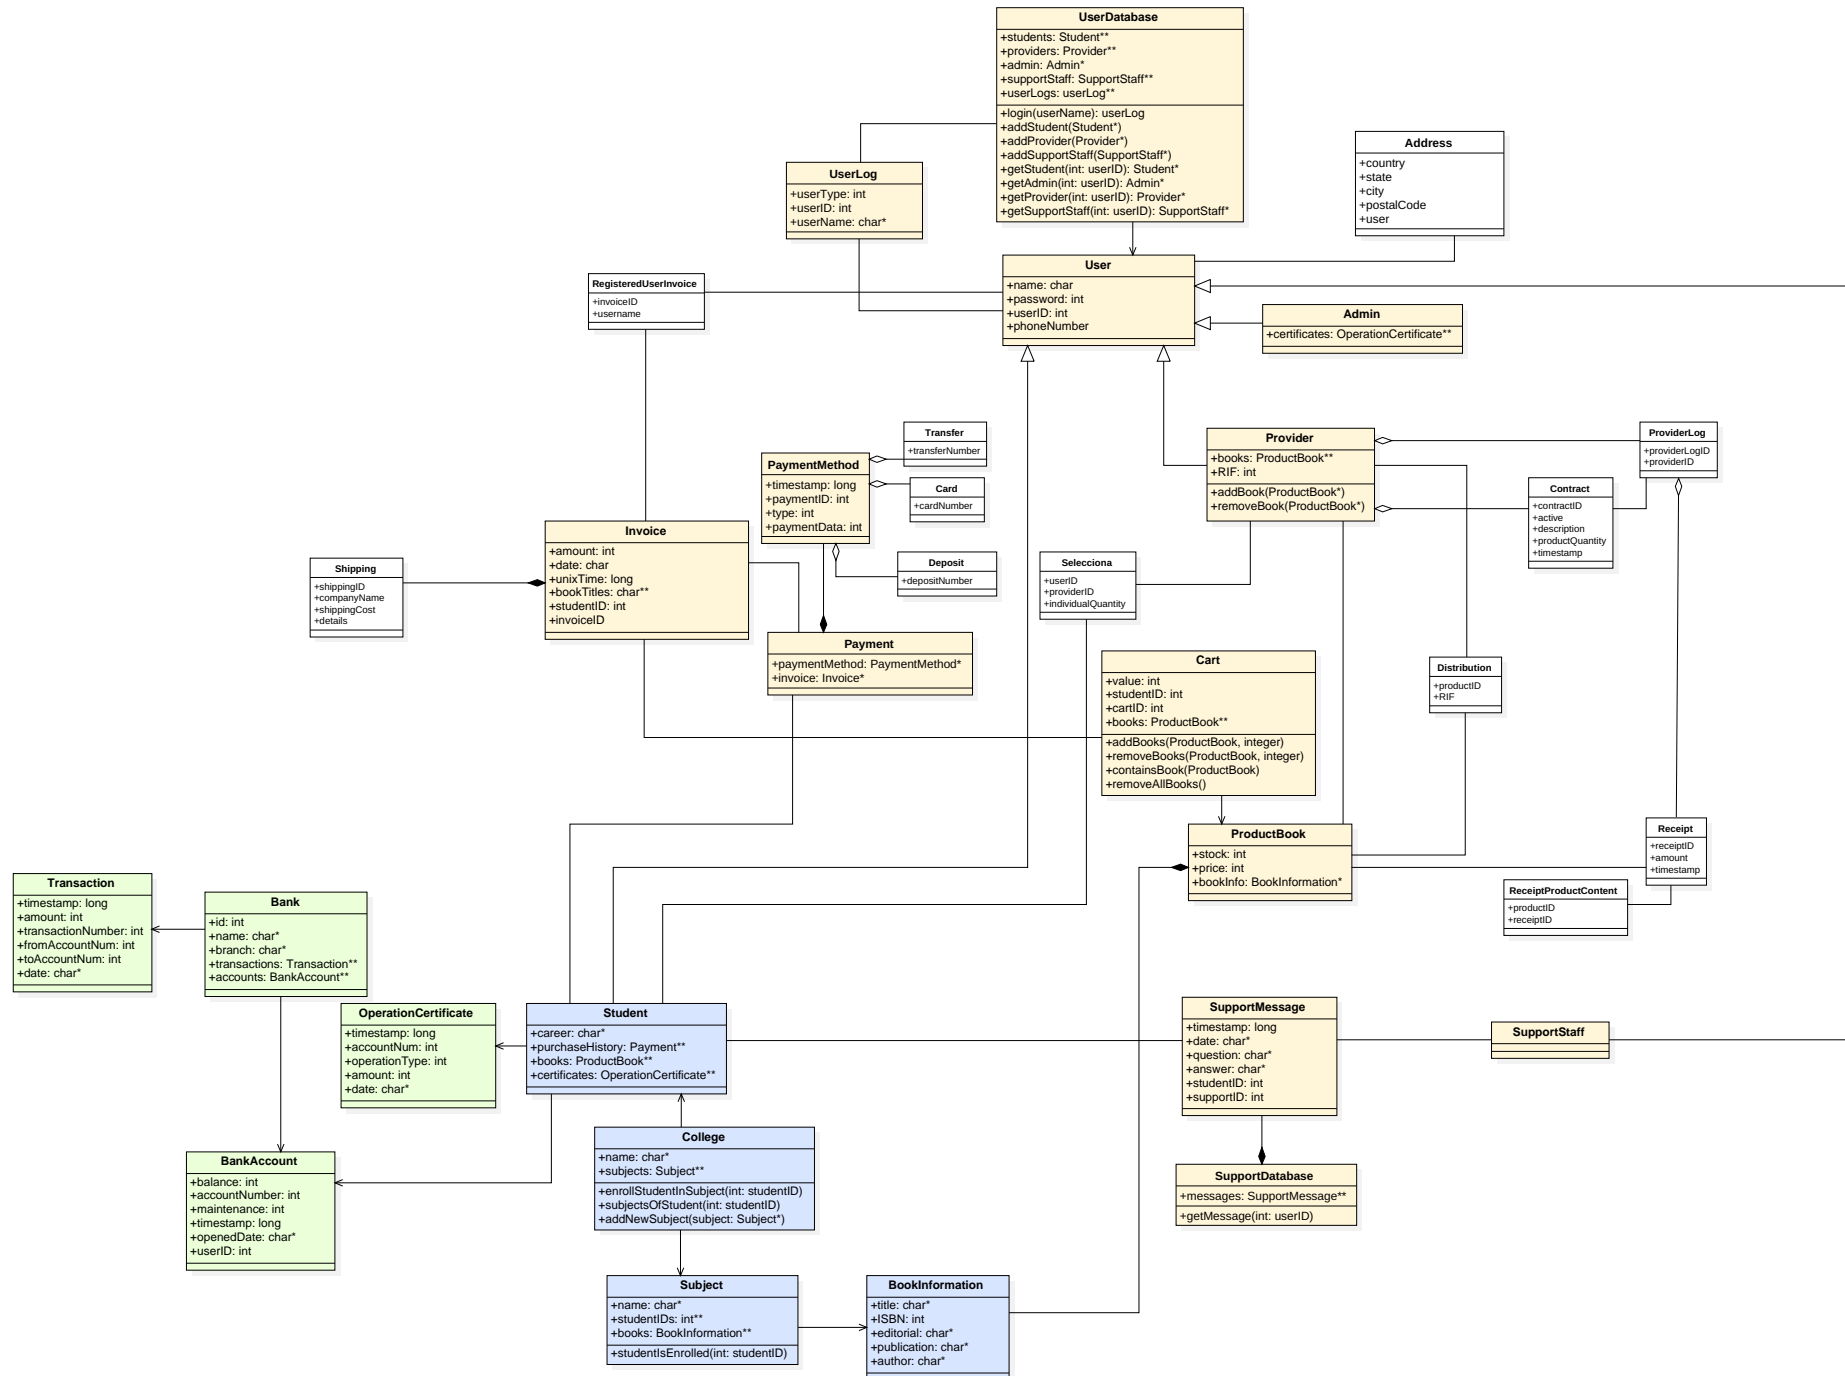 UserDatabase
+students: Student**
+providers: Provider**
+admin: Admin*
+supportStaff: SupportStaff**
+userLogs: userLog**
+login(userName): userLog
+addStudent(Student*)
+addProvider(Provider*)
+addSupportStaff(SupportStaff*)
+getStudent(int: userID): Student*
+getAdmin(int: userID): Admin*
+getProvider(int: userID): Provider*
+getSupportStaff(int: userID): SupportStaff*
Address
+country
+state
+city
+postalCode
+user
UserLog
+userType: int
+userID: int
+userName: char*
User
+name: char
+password: int
+userID: int
+phoneNumber
RegisteredUserInvoice
+invoiceID
+username
Admin
+certificates: OperationCertificate**
Transfer
+transferNumber
Provider
+books: ProductBook**
+RIF: int
+addBook(ProductBook*)
+removeBook(ProductBook*)
ProviderLog
+providerLogID
+providerID
PaymentMethod
+timestamp: long
+paymentID: int
+type: int
+paymentData: int
Card
+cardNumber
Contract
+contractID
+active
+description
+productQuantity
+timestamp
Invoice
+amount: int
+date: char
+unixTime: long
+bookTitles: char**
+studentID: int
+invoiceID
Deposit
+depositNumber
Selecciona
+userID
+providerID
+individualQuantity
Shipping
+shippingID
+companyName
+shippingCost
+details
Payment
+paymentMethod: PaymentMethod*
+invoice: Invoice*
Cart
+value: int
+studentID: int
+cartID: int
+books: ProductBook**
+addBooks(ProductBook, integer)
+removeBooks(ProductBook, integer)
+containsBook(ProductBook)
+removeAllBooks()
Distribution
+productID
+RIF
ProductBook
+stock: int
+price: int
+bookInfo: BookInformation*
Receipt
+receiptID
+amount
+timestamp
ReceiptProductContent
+productID
+receiptID
Transaction
+timestamp: long
+amount: int
+transactionNumber: int
+fromAccountNum: int
+toAccountNum: int
+date: char*
Bank
+id: int
+name: char*
+branch: char*
+transactions: Transaction**
+accounts: BankAccount**
OperationCertificate
+timestamp: long
+accountNum: int
+operationType: int
+amount: int
+date: char*
Student
+career: char*
+purchaseHistory: Payment**
+books: ProductBook**
+certificates: OperationCertificate**
SupportMessage
+timestamp: long
+date: char*
+question: char*
+answer: char*
+studentID: int
+supportID: int
SupportStaff
College
+name: char*
+subjects: Subject**
+enrollStudentInSubject(int: studentID)
+subjectsOfStudent(int: studentID)
+addNewSubject(subject: Subject*)
BankAccount
+balance: int
+accountNumber: int
+maintenance: int
+timestamp: long
+openedDate: char*
+userID: int
SupportDatabase
+messages: SupportMessage**
+getMessage(int: userID)
Subject
+name: char*
+studentIDs: int**
+books: BookInformation**
+studentIsEnrolled(int: studentID)
BookInformation
+title: char*
+ISBN: int
+editorial: char*
+publication: char*
+author: char*